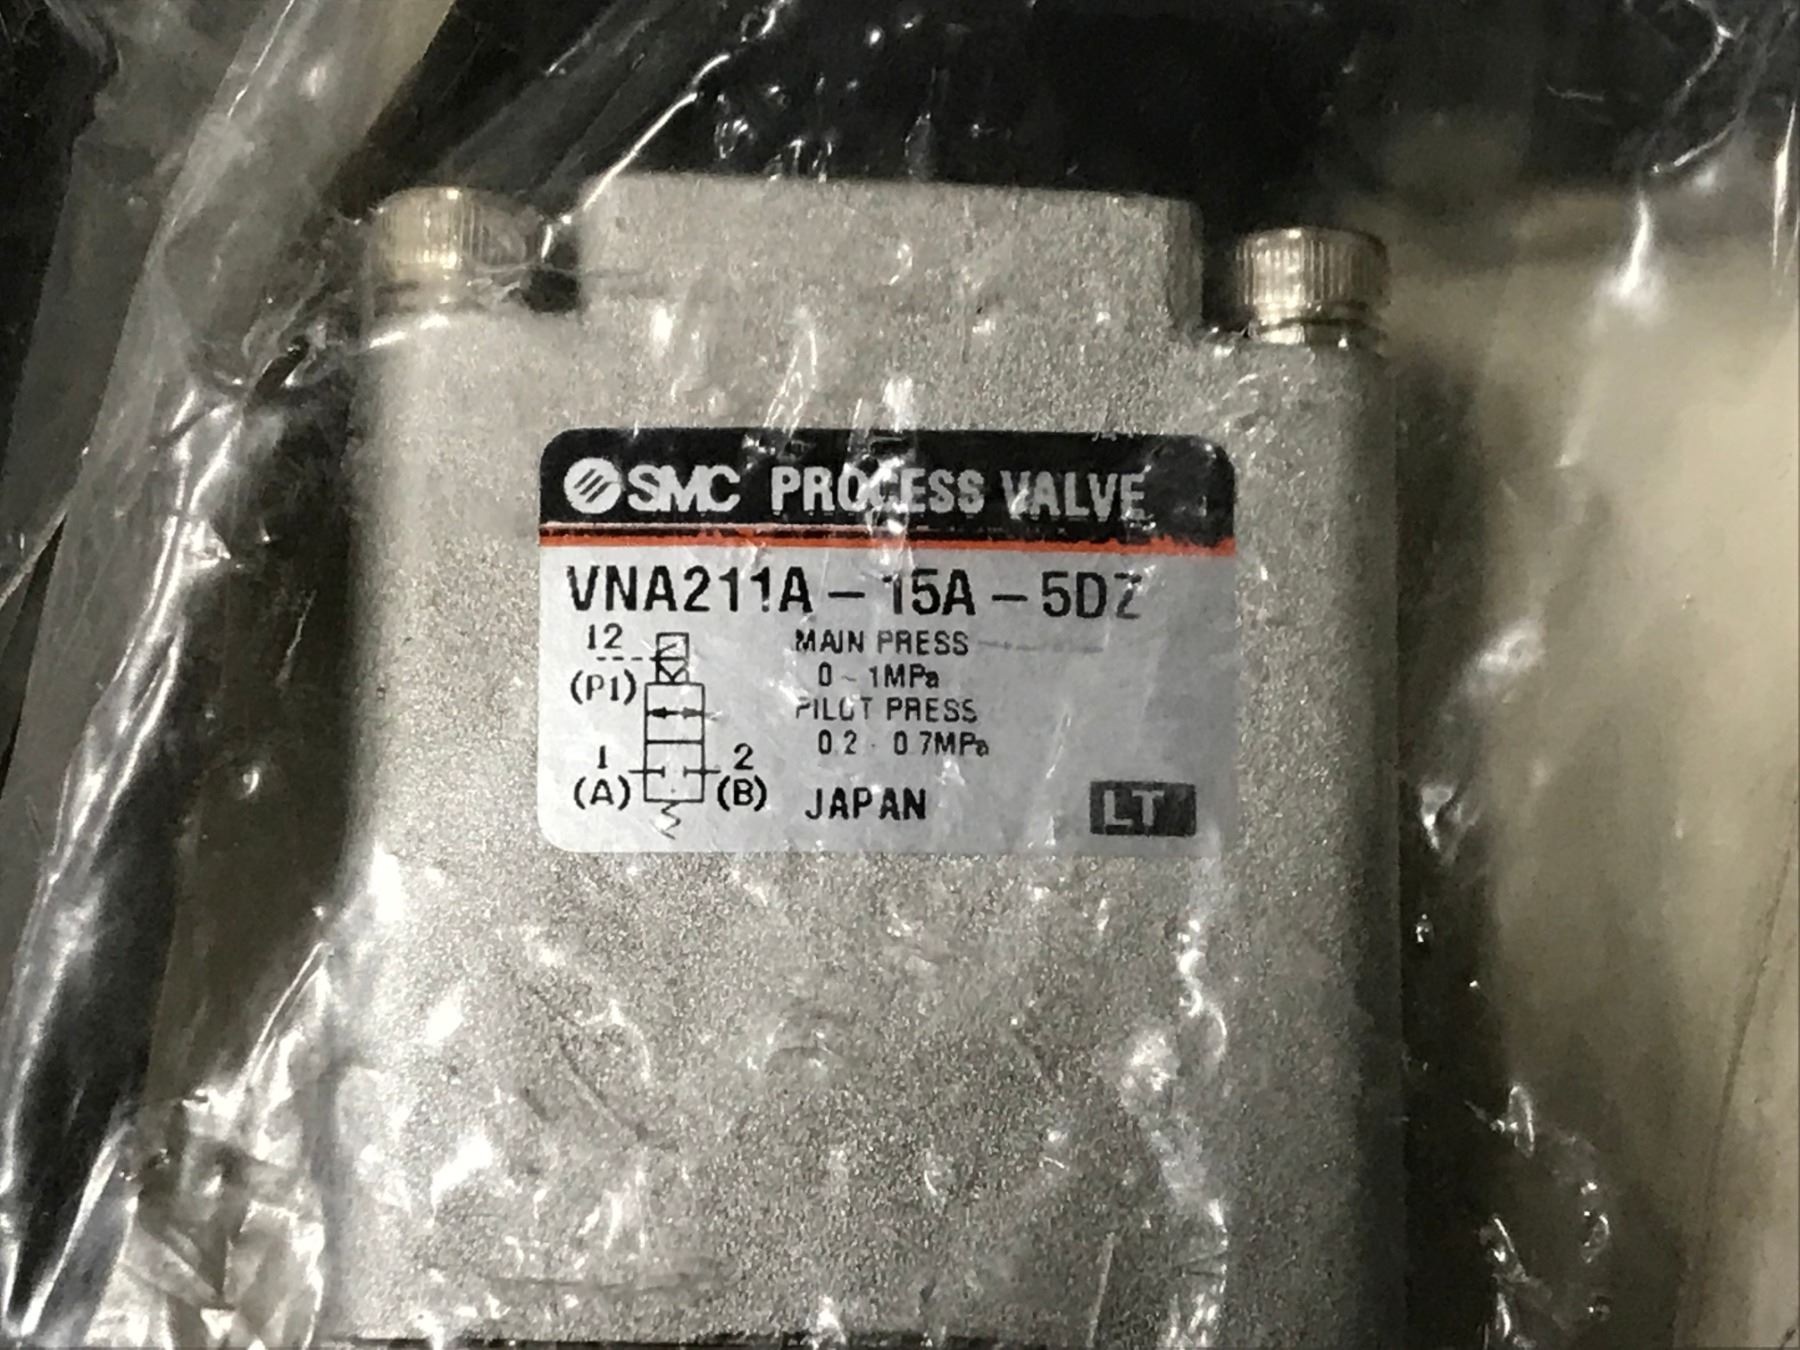 SMC PROCESS VALVE
VNA211A-15A-5DZ
12
(P1)
MAIN PRESS
0~1MPa
PILOT PRESS
0.2-0.7MPa
1
2
(A)
(B)
JAPAN
LT